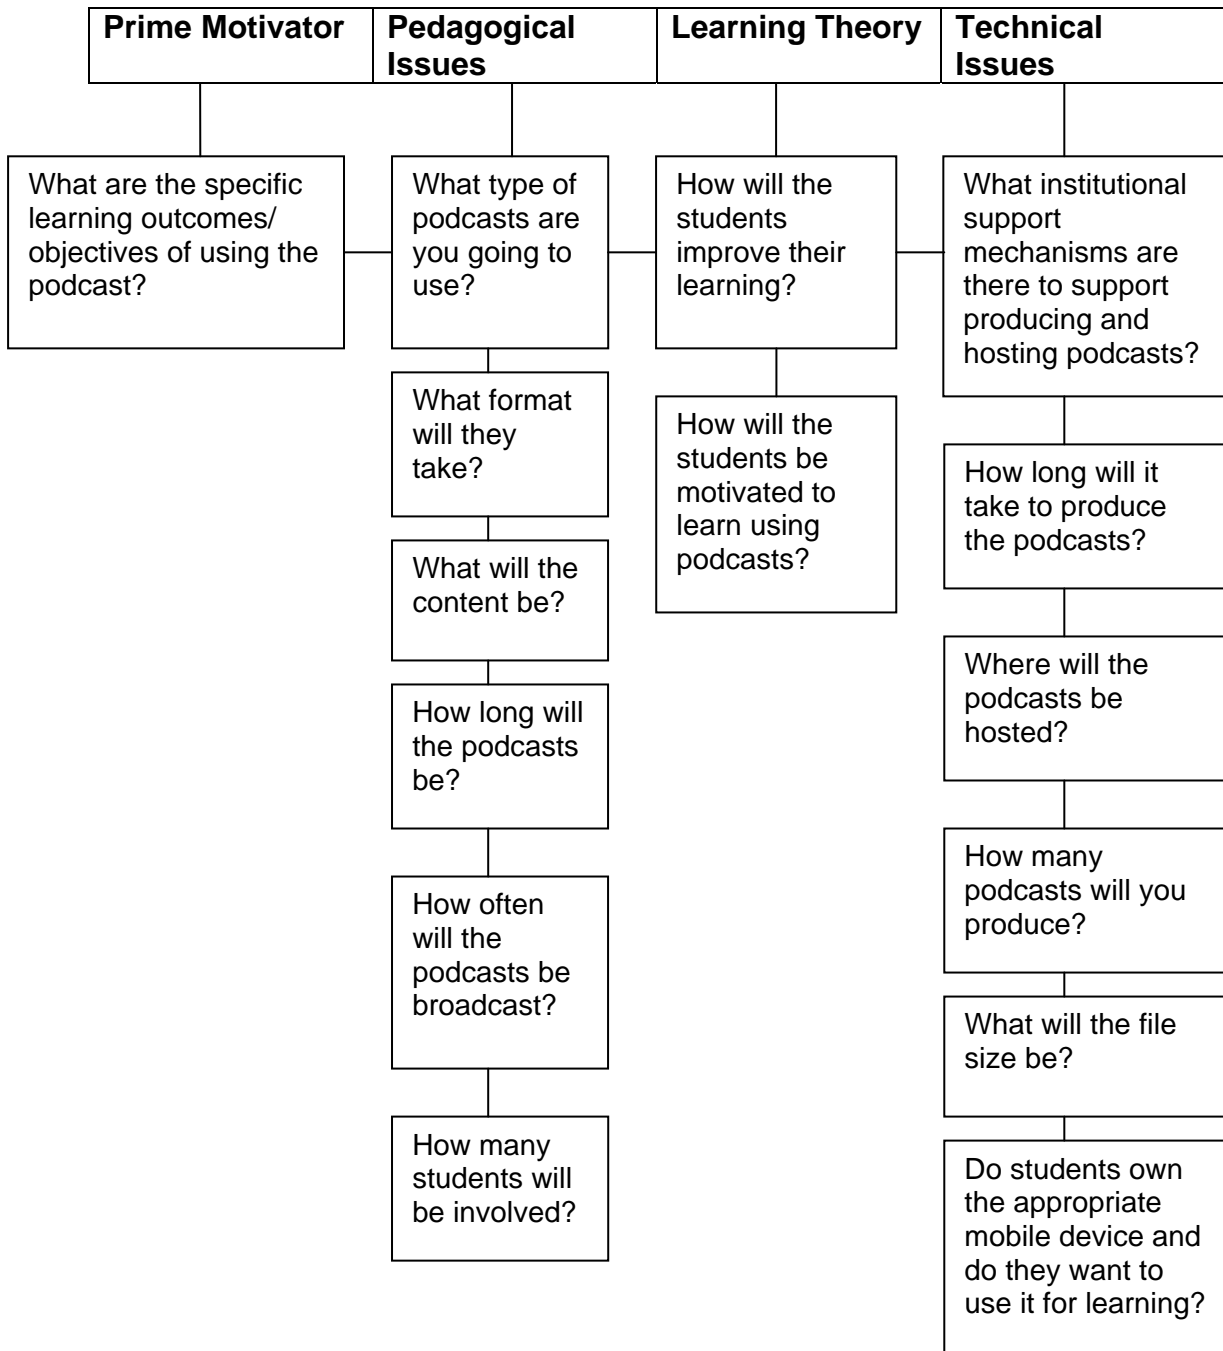 Prime Motivator
Pedagogical
Issues
Learning Theory
Technical
Issues
What are the specific
learning outcomes/
objectives of using the
podcast?
What type of
podcasts are
you going to
use?
What format
will they
take?
What will the
content be?
How long will
the podcasts
be?
How often
will the
podcasts be
broadcast?
How many
students will
be involved?
How will the
students
improve their
learning?
How will the
students be
motivated to
learn using
podcasts?
What institutional
support
mechanisms are
there to support
producing and
hosting podcasts?
How long will it
take to produce
the podcasts?
Where will the
podcasts be
hosted?
How many
podcasts will you
produce?
What will the file
size be?
Do students own
the appropriate
mobile device and
do they want to
use it for learning?